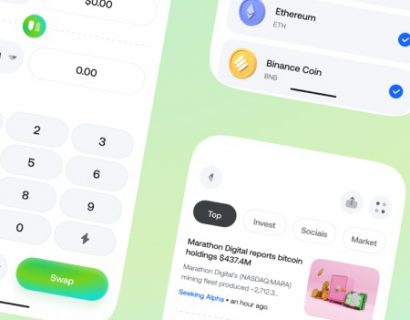 $0.00
0.00
2
3
5
6
8
9
0
Swap
Ethereum
ETH
Binance Coin
BNB
Top
Invest
Socials
Market
Marathon Digital reports bitcoin
holdings $437.4M
Marathon Digital's (NASDAQ:MARA)
mining fleet produced ~2,712.3...
Seeking Alpha • an hour ago